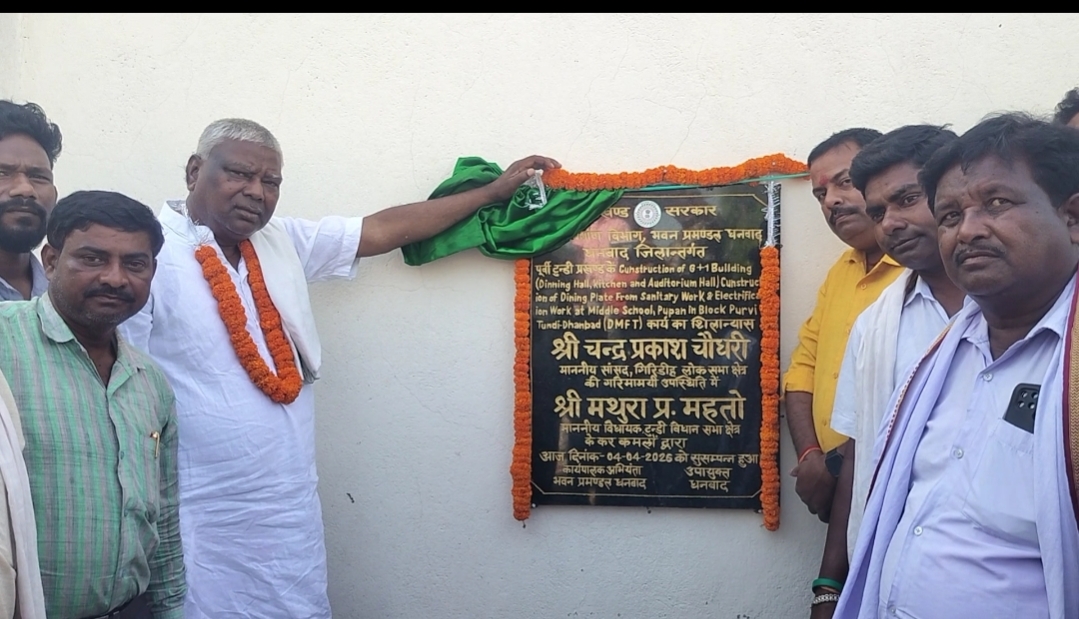 खण्ड सरकार
विभाग, भवन प्रमण्डल धनबाद
धनबाद जिलान्तर्गत
पूर्वी टुन्डी प्रखण्ड के Cunstruction of G+1 Building
(Dinning Hall, Kitchen and Auditorium Hall) Cunstruc
ion of Dining Plate From Sanitary Work & Electrific
ion Work at Middle School, Pupan In Block Purvi
Tundi-Dhanbad (DMFT) कार्य का शिलान्यास
श्री चन्द्र प्रकाश चौधरी
माननीय सांसद, गिरिडीह लोक सभा क्षेत्र
की गरिमामयी उपस्थिति में
श्री मथुरा प्र. महतो
माननीय विधायक टुन्डी विधान सभा क्षेत्र
के कर कमलों द्वारा
आज दिनांक-04-04-2026 को सुसम्पन्न हुआ
कार्यपालक अभियंता उपायुक्त
भवन प्रमण्डल धनबाद धनबाद